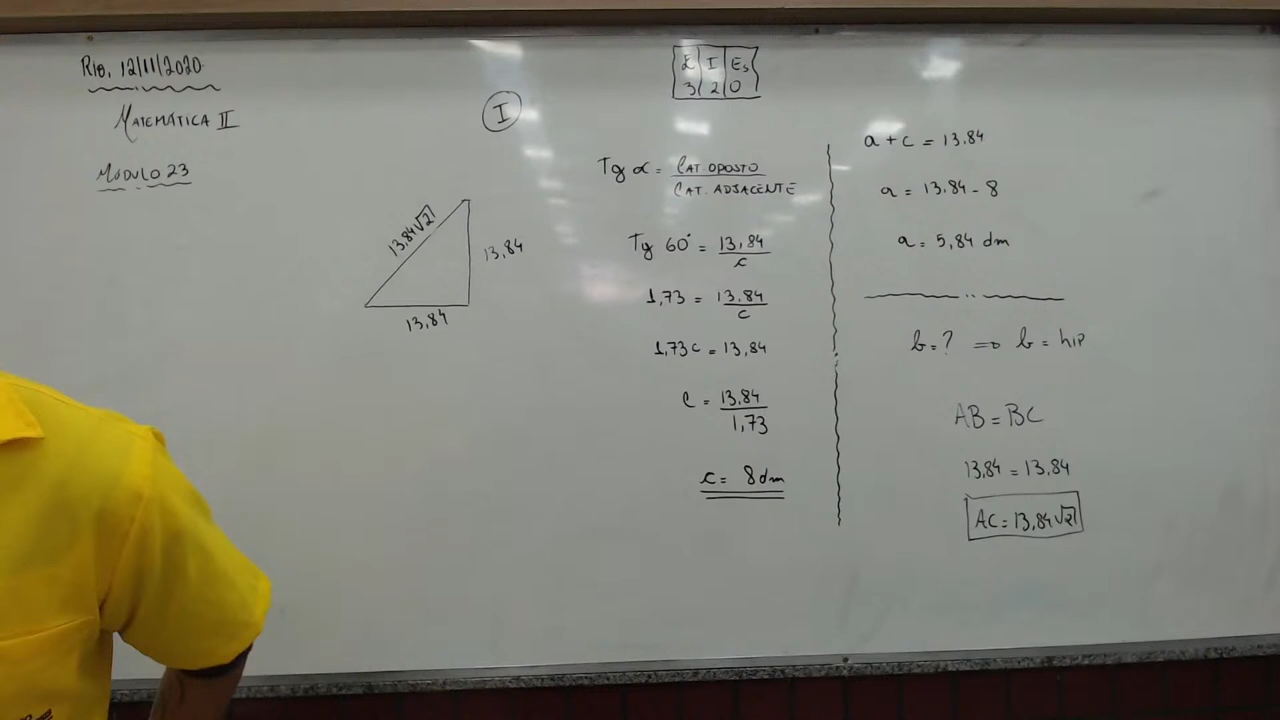 RIO, 12/11/2020
MATEMÁTICA II
MÓDULO 23
I
E I Es
3 2 0
13,84√2
13,84
13,84
Tg α = CAT. OPOSTO / CAT. ADJACENTE
Tg 60° = 13,84 / c
1,73 = 13,84 / c
1,73c = 13,84
C = 13,84 / 1,73
c = 8 dm
a + c = 13,84
a = 13,84 - 8
a = 5,84 dm
b = ? ⇒ b = hip
AB = BC
13,84 = 13,84
AC = 13,84√2